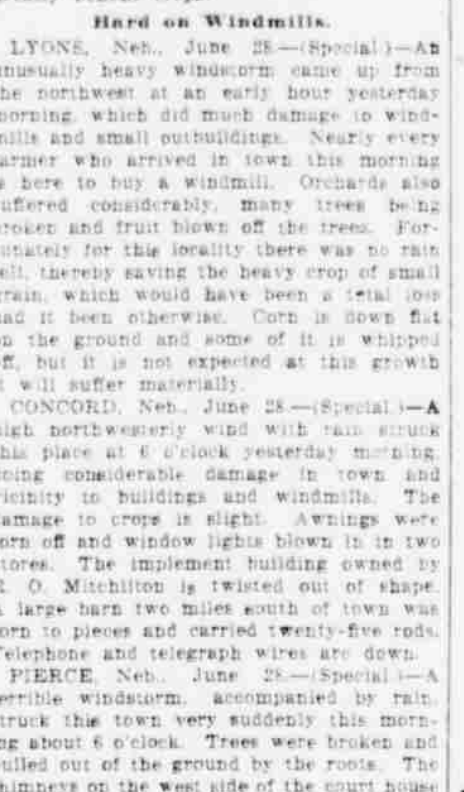 Hard on Windmills.
LYONS, Neb., June 28.—(Special.)—An
unusually heavy windstorm came up from
the northwest at an early hour yesterday
morning, which did much damage to wind-
mills and small outbuildings. Nearly every
farmer who arrived in town this morning
is here to buy a windmill. Orchards also
suffered considerably, many trees being
broken and fruit blown off the trees. For-
tunately for this locality there was no rain
fell, thereby saving the heavy crop of small
grain, which would have been a total loss
had it been otherwise. Corn is down flat
on the ground and some of it is whipped
off, but it is not expected at this growth
it will suffer materially.
CONCORD, Neb., June 28.—(Special.)—A
high northwesterly wind with rain struck
this place at 6 o'clock yesterday morning,
doing considerable damage in town and
vicinity to buildings and windmills. The
damage to crops is slight. Awnings were
torn off and window lights blown in in two
stores. The implement building owned by
O. Mitchilton is twisted out of shape.
A large barn two miles south of town was
torn to pieces and carried twenty-five rods.
Telephone and telegraph wires are down.
PIERCE, Neb., June 28.—(Special.)—A
terrible windstorm, accompanied by rain,
struck this town very suddenly this morn-
ing about 6 o'clock. Trees were broken and
pulled out of the ground by the roots. The
chimneys on the west side of the court house